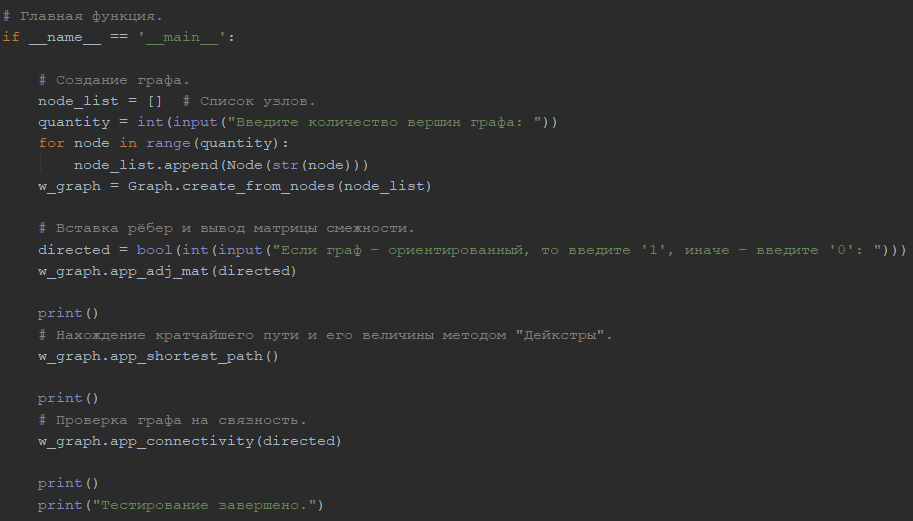 # Главная функция.
if __name__ == '__main__':
# Создание графа.
node_list = []  # Список узлов.
quantity = int(input("Введите количество вершин графа: "))
for node in range(quantity):
node_list.append(Node(str(node)))
w_graph = Graph.create_from_nodes(node_list)
# Вставка рёбер и вывод матрицы смежности.
directed = bool(int(input("Если граф – ориентированный, то введите '1', иначе – введите '0': ")))
w_graph.app_adj_mat(directed)
print()
# Нахождение кратчайшего пути и его величины методом "Дейкстры".
w_graph.app_shortest_path()
print()
# Проверка графа на связность.
w_graph.app_connectivity(directed)
print()
print("Тестирование завершено.")